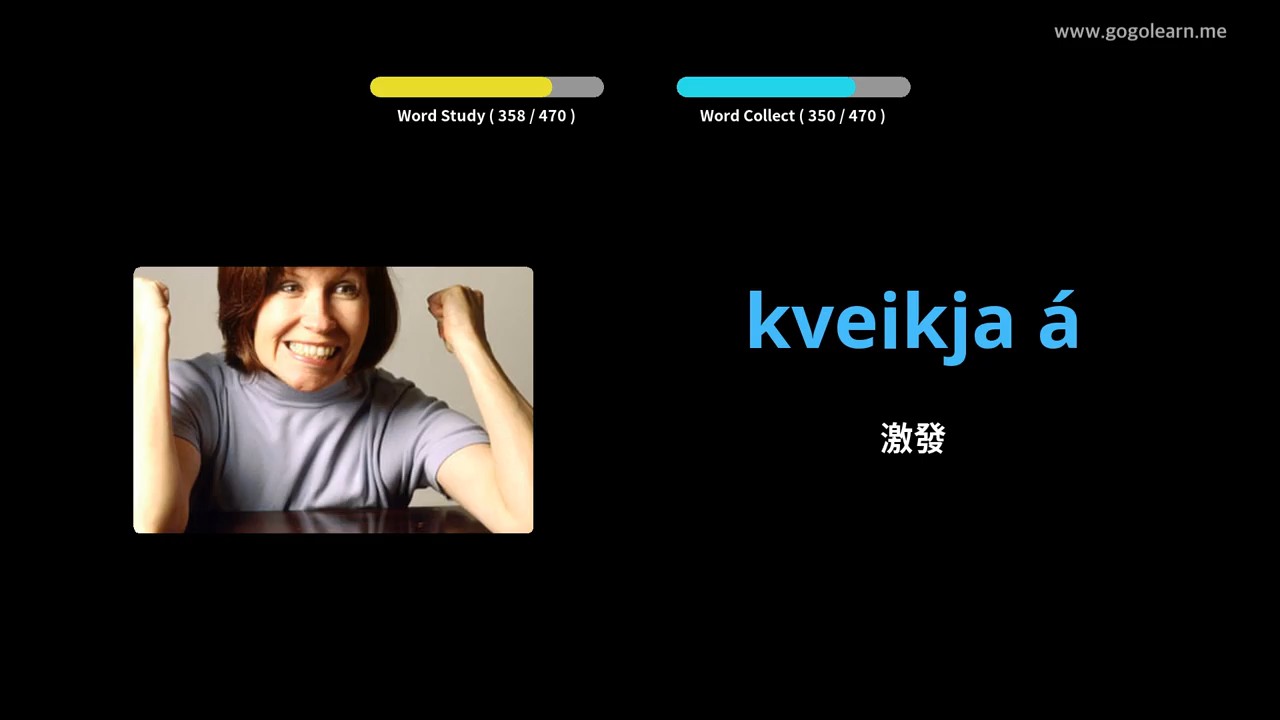 www.gogolearn.me
Word Study ( 358 / 470 )
Word Collect ( 350 / 470 )
kveikja á
激發